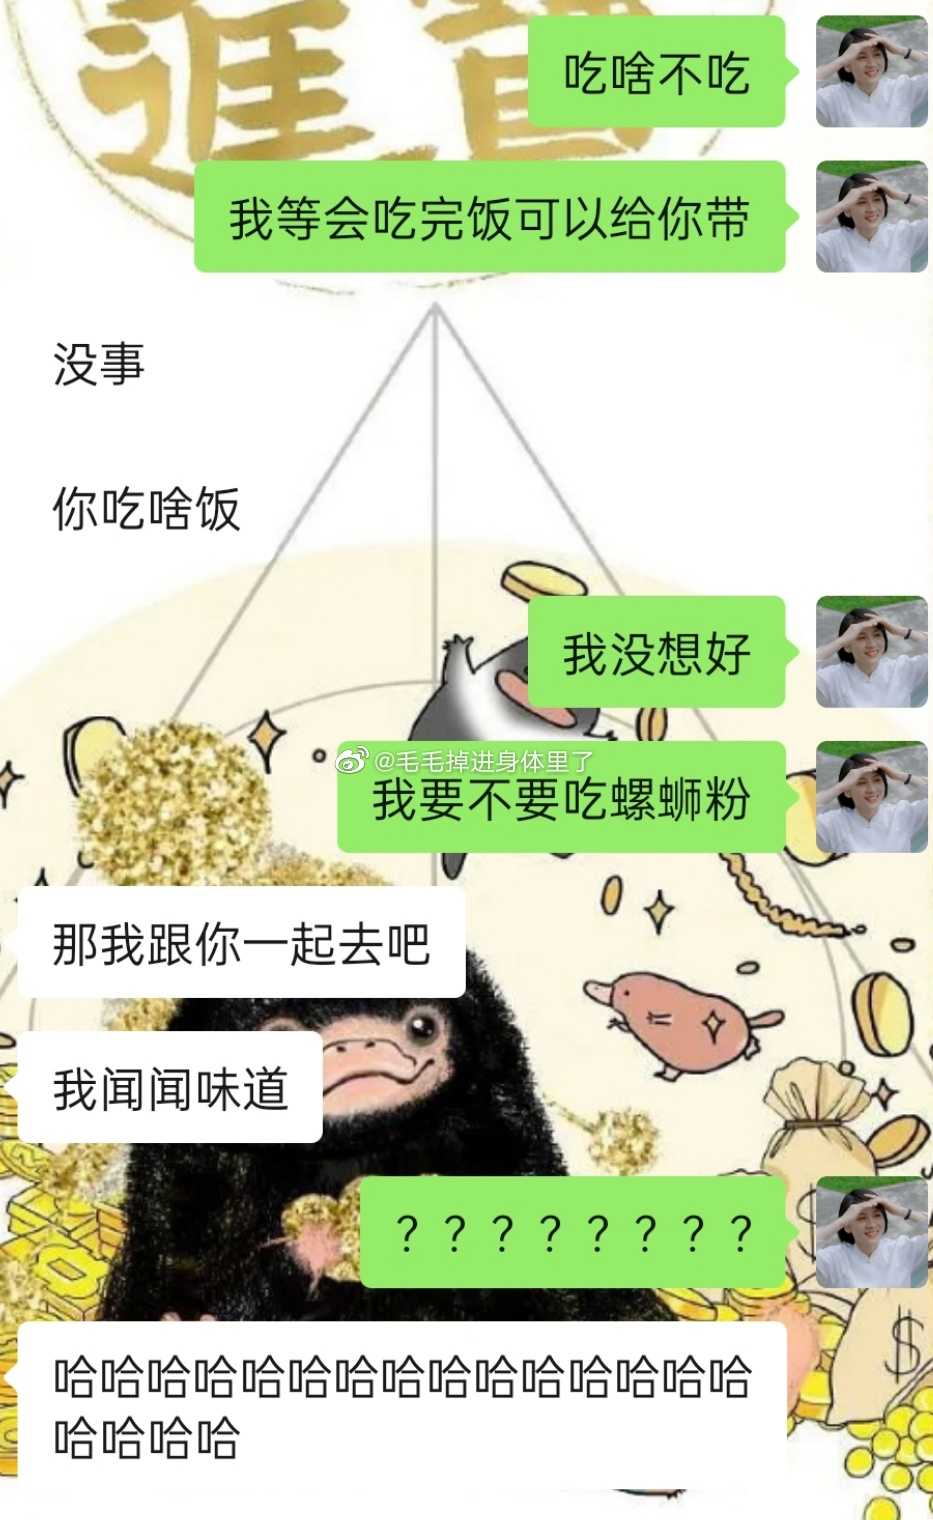 進寶
吃啥不吃
我等会吃完饭可以给你带
没事
你吃啥饭
我没想好
@毛毛掉进身体里了
我要不要吃螺蛳粉
那我跟你一起去吧
我闻闻味道
？？？？？？？？
哈哈哈哈哈哈哈哈哈哈哈哈哈哈哈
哈哈哈哈
$
$